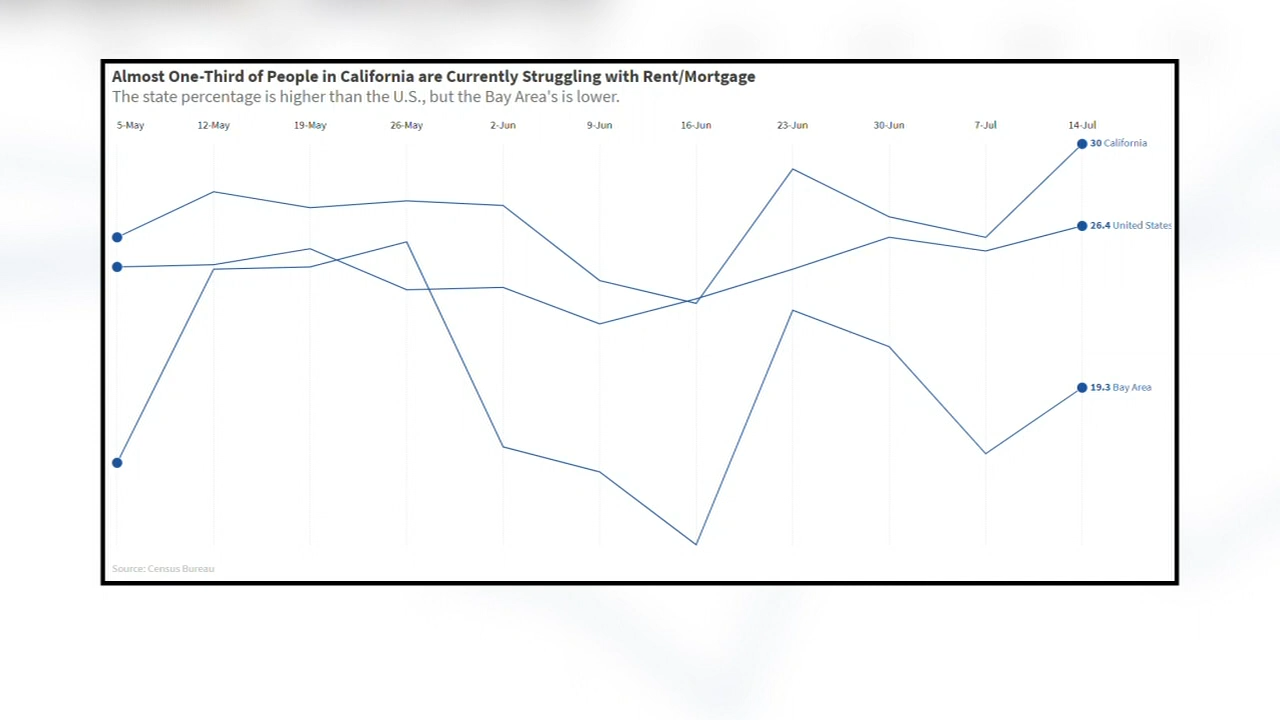 Almost One-Third of People in California are Currently Struggling with Rent/Mortgage
The state percentage is higher than the U.S., but the Bay Area's is lower.
5-May 12-May 19-May 26-May 2-Jun 9-Jun 16-Jun 23-Jun 30-Jun 7-Jul 14-Jul
30 California
26.4 United States
19.3 Bay Area
Source: Census Bureau